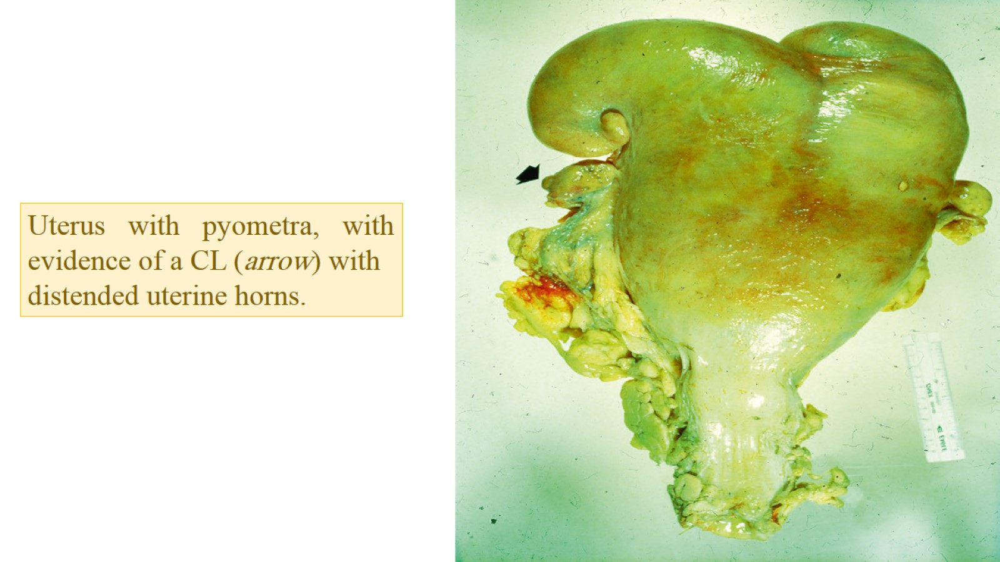 Uterus with pyometra, with
evidence of a CL (arrow) with
distended uterine horns.